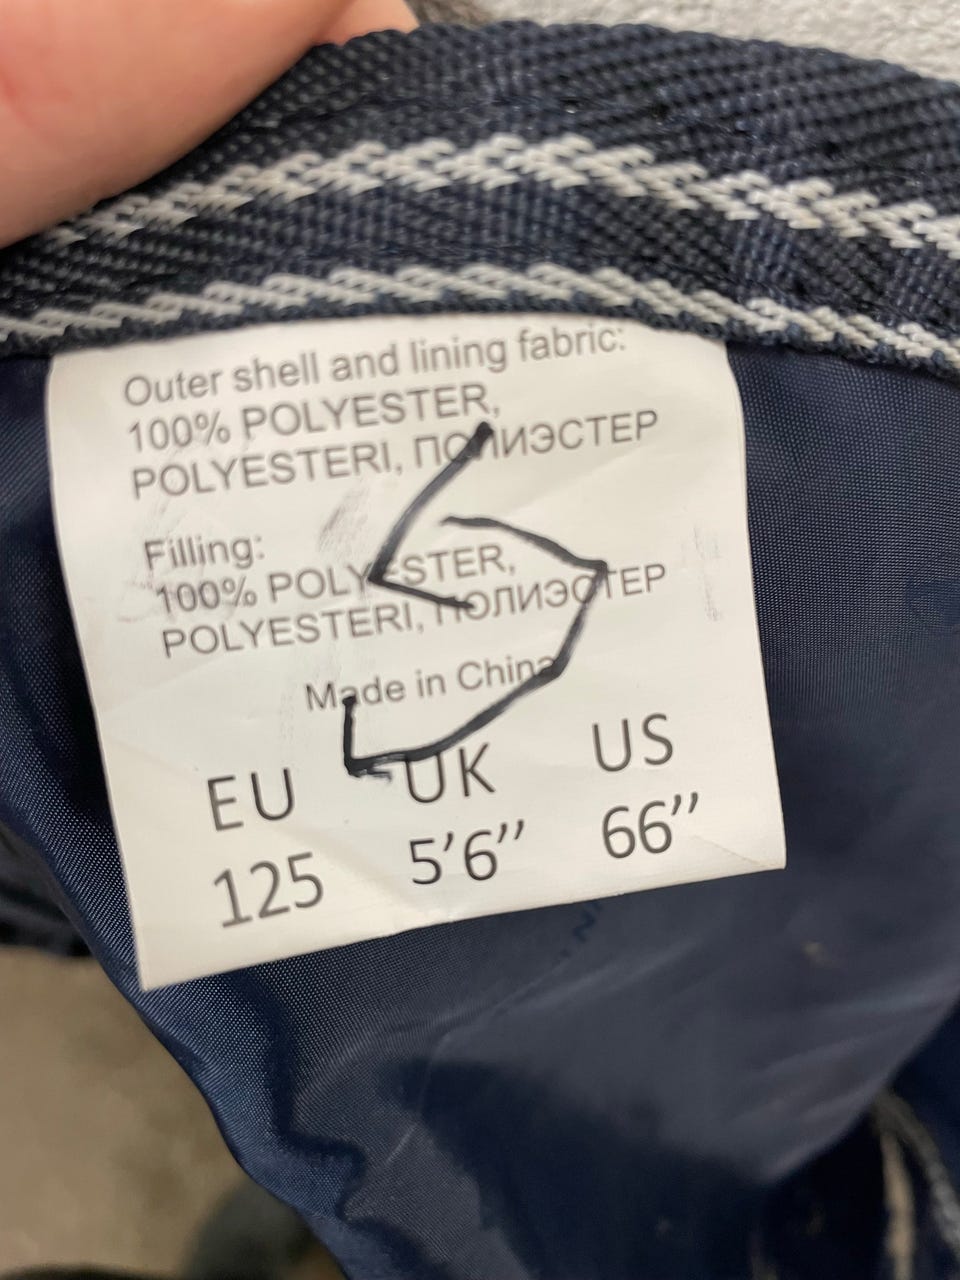 Outer shell and lining fabric:
100% POLYESTER,
POLYESTERI, ПОЛИЭСТЕР
Filling:
100% POLYESTER,
POLYESTERI, ПОЛИЭСТЕР
Made in China
EU UK US
125 5'6'' 66''